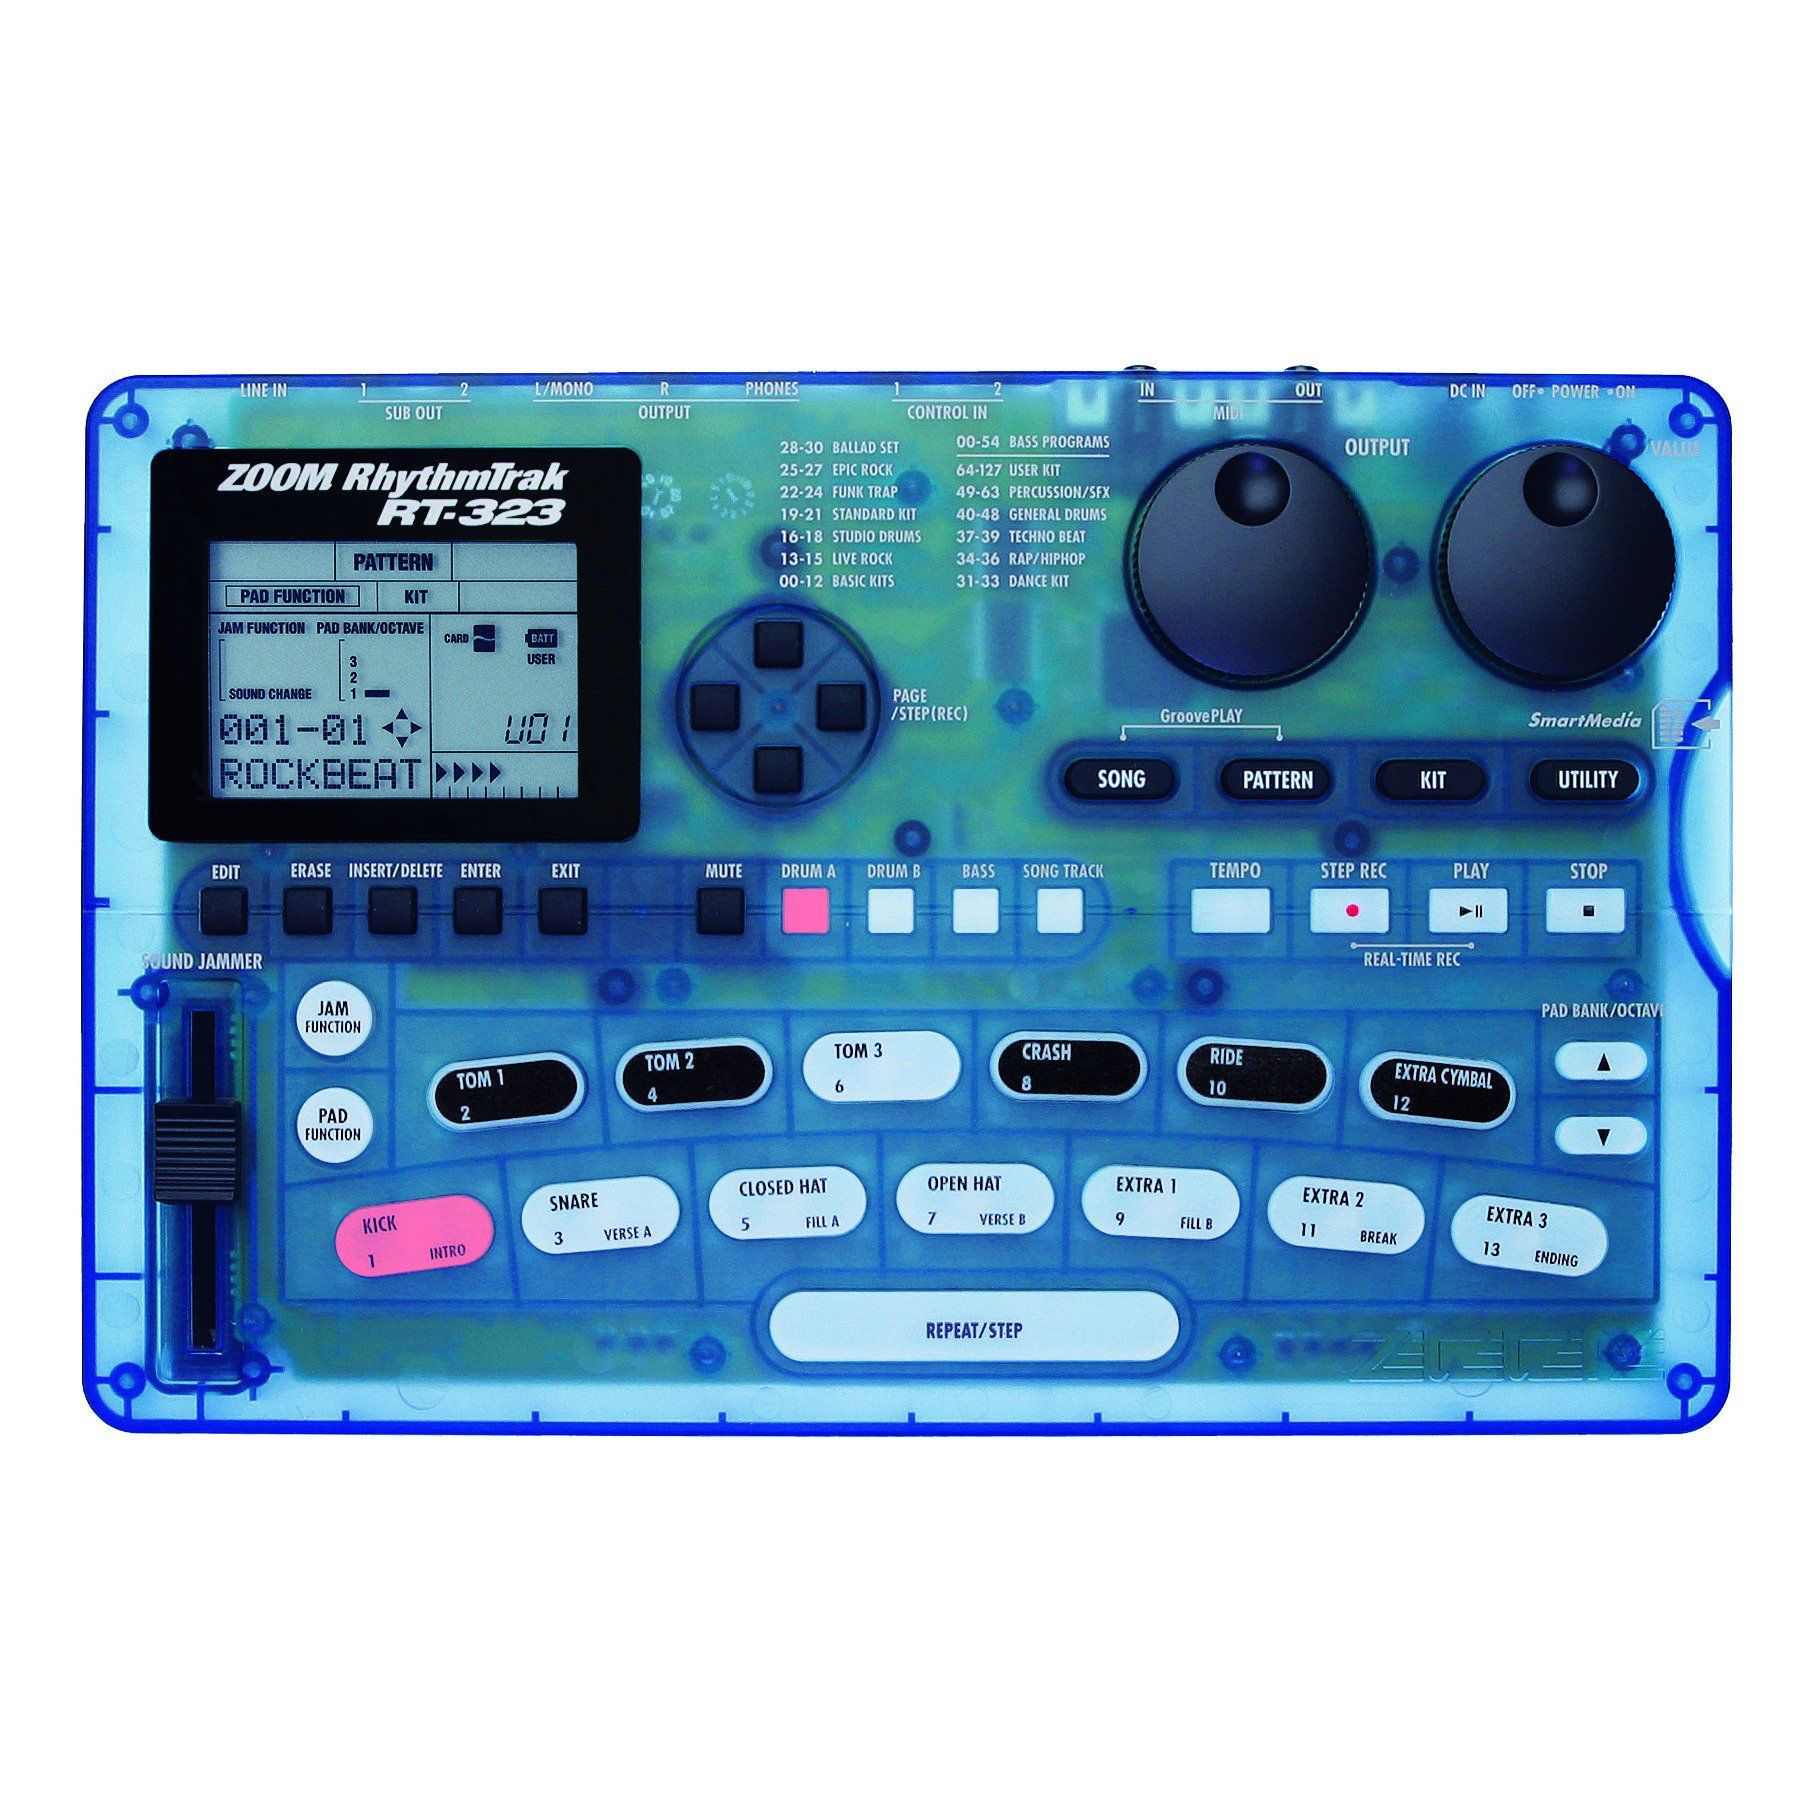 LINE IN 1 2 L/MONO R PHONES 1 2 IN OUT DC IN OFF• POWER •ON
SUB OUT OUTPUT CONTROL IN MIDI
ZOOM RhythmTrak
RT-323
PATTERN
PAD FUNCTION KIT
JAM FUNCTION PAD BANK/OCTAVE CARD BATT
USER
3
2
SOUND CHANGE 1
001-01 U01
ROCKBEAT
28-30 BALLAD SET
25-27 EPIC ROCK
22-24 FUNK TRAP
19-21 STANDARD KIT
16-18 STUDIO DRUMS
13-15 LIVE ROCK
00-12 BASIC KITS
00-54 BASS PROGRAMS
64-127 USER KIT
49-63 PERCUSSION/SFX
40-48 GENERAL DRUMS
37-39 TECHNO BEAT
34-36 RAP/HIPHOP
31-33 DANCE KIT
OUTPUT VALUE
PAGE
/STEP(REC)
GroovePLAY SmartMedia
SONG PATTERN KIT UTILITY
EDIT ERASE INSERT/DELETE ENTER EXIT MUTE DRUM A DRUM B BASS SONG TRACK TEMPO STEP REC PLAY STOP
REAL-TIME REC
SOUND JAMMER
JAM
FUNCTION
PAD
FUNCTION
PAD BANK/OCTAVE
TOM 1
2
TOM 2
4
TOM 3
6
CRASH
8
RIDE
10
EXTRA CYMBAL
12
KICK
1 INTRO
SNARE
3 VERSE A
CLOSED HAT
5 FILL A
OPEN HAT
7 VERSE B
EXTRA 1
9 FILL B
EXTRA 2
11 BREAK
EXTRA 3
13 ENDING
REPEAT/STEP
ZOOM